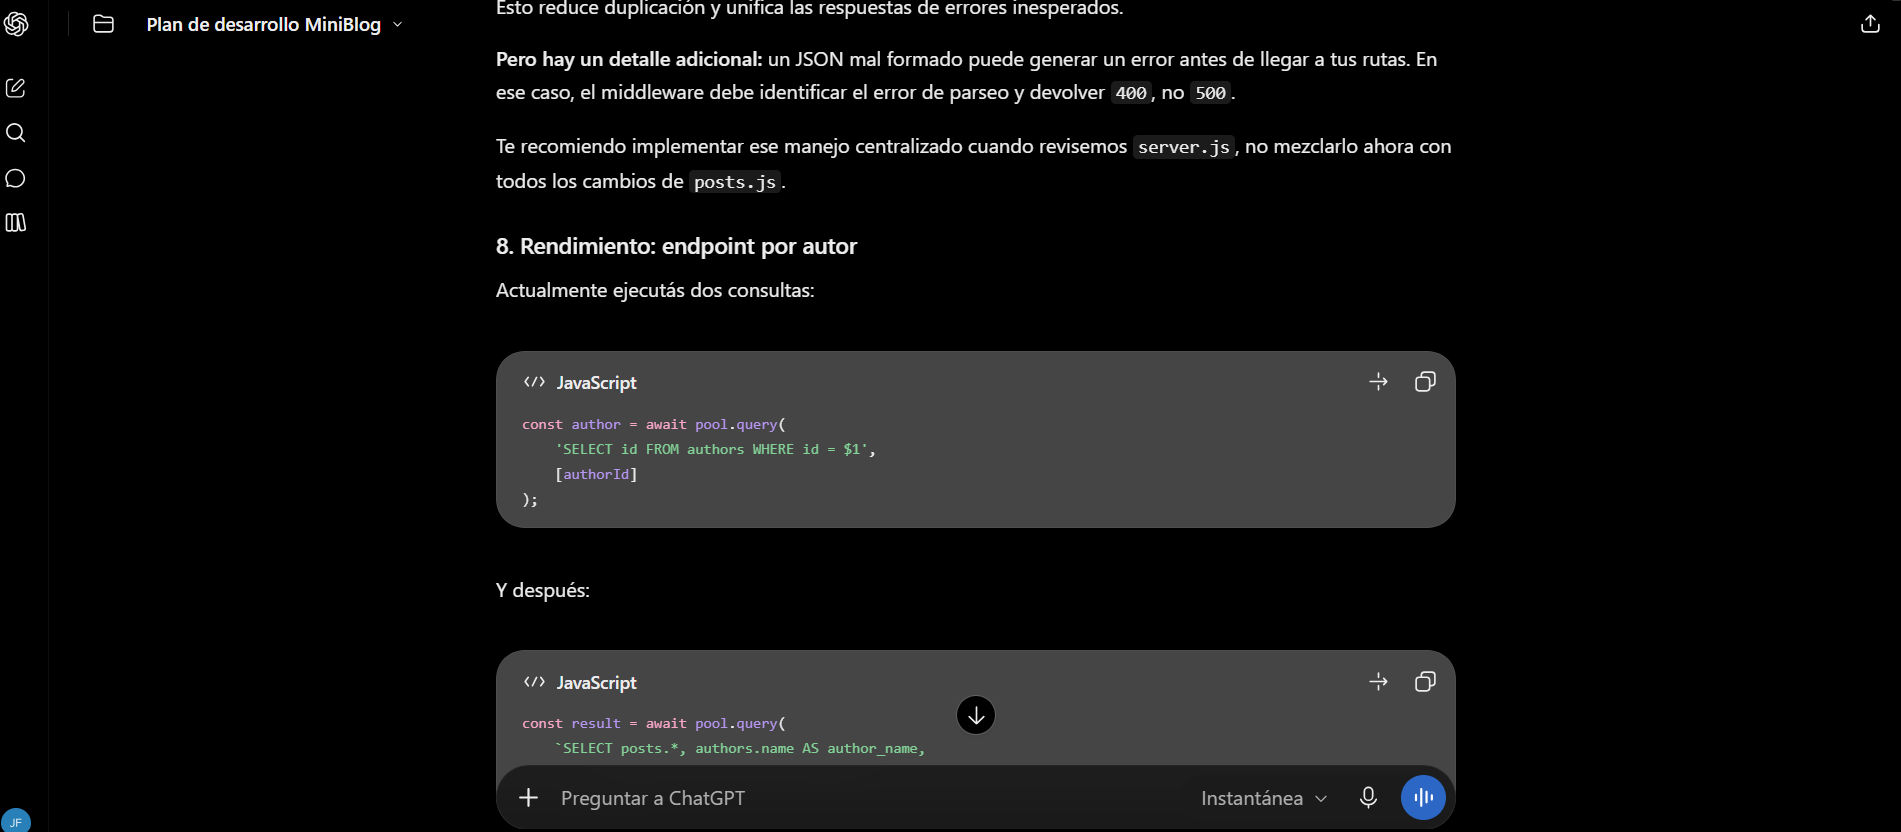 Plan de desarrollo MiniBlog
Esto reduce duplicación y unifica las respuestas de errores inesperados.
Pero hay un detalle adicional: un JSON mal formado puede generar un error antes de llegar a tus rutas. En
ese caso, el middleware debe identificar el error de parseo y devolver 400, no 500.
Te recomiendo implementar ese manejo centralizado cuando revisemos server.js, no mezclarlo ahora con
todos los cambios de posts.js.
8. Rendimiento: endpoint por autor
Actualmente ejecutás dos consultas:
</> JavaScript
const author = await pool.query(
    'SELECT id FROM authors WHERE id = $1',
    [authorId]
);
Y después:
</> JavaScript
const result = await pool.query(
    `SELECT posts.*, authors.name AS author_name,
Preguntar a ChatGPT
Instantánea
JF